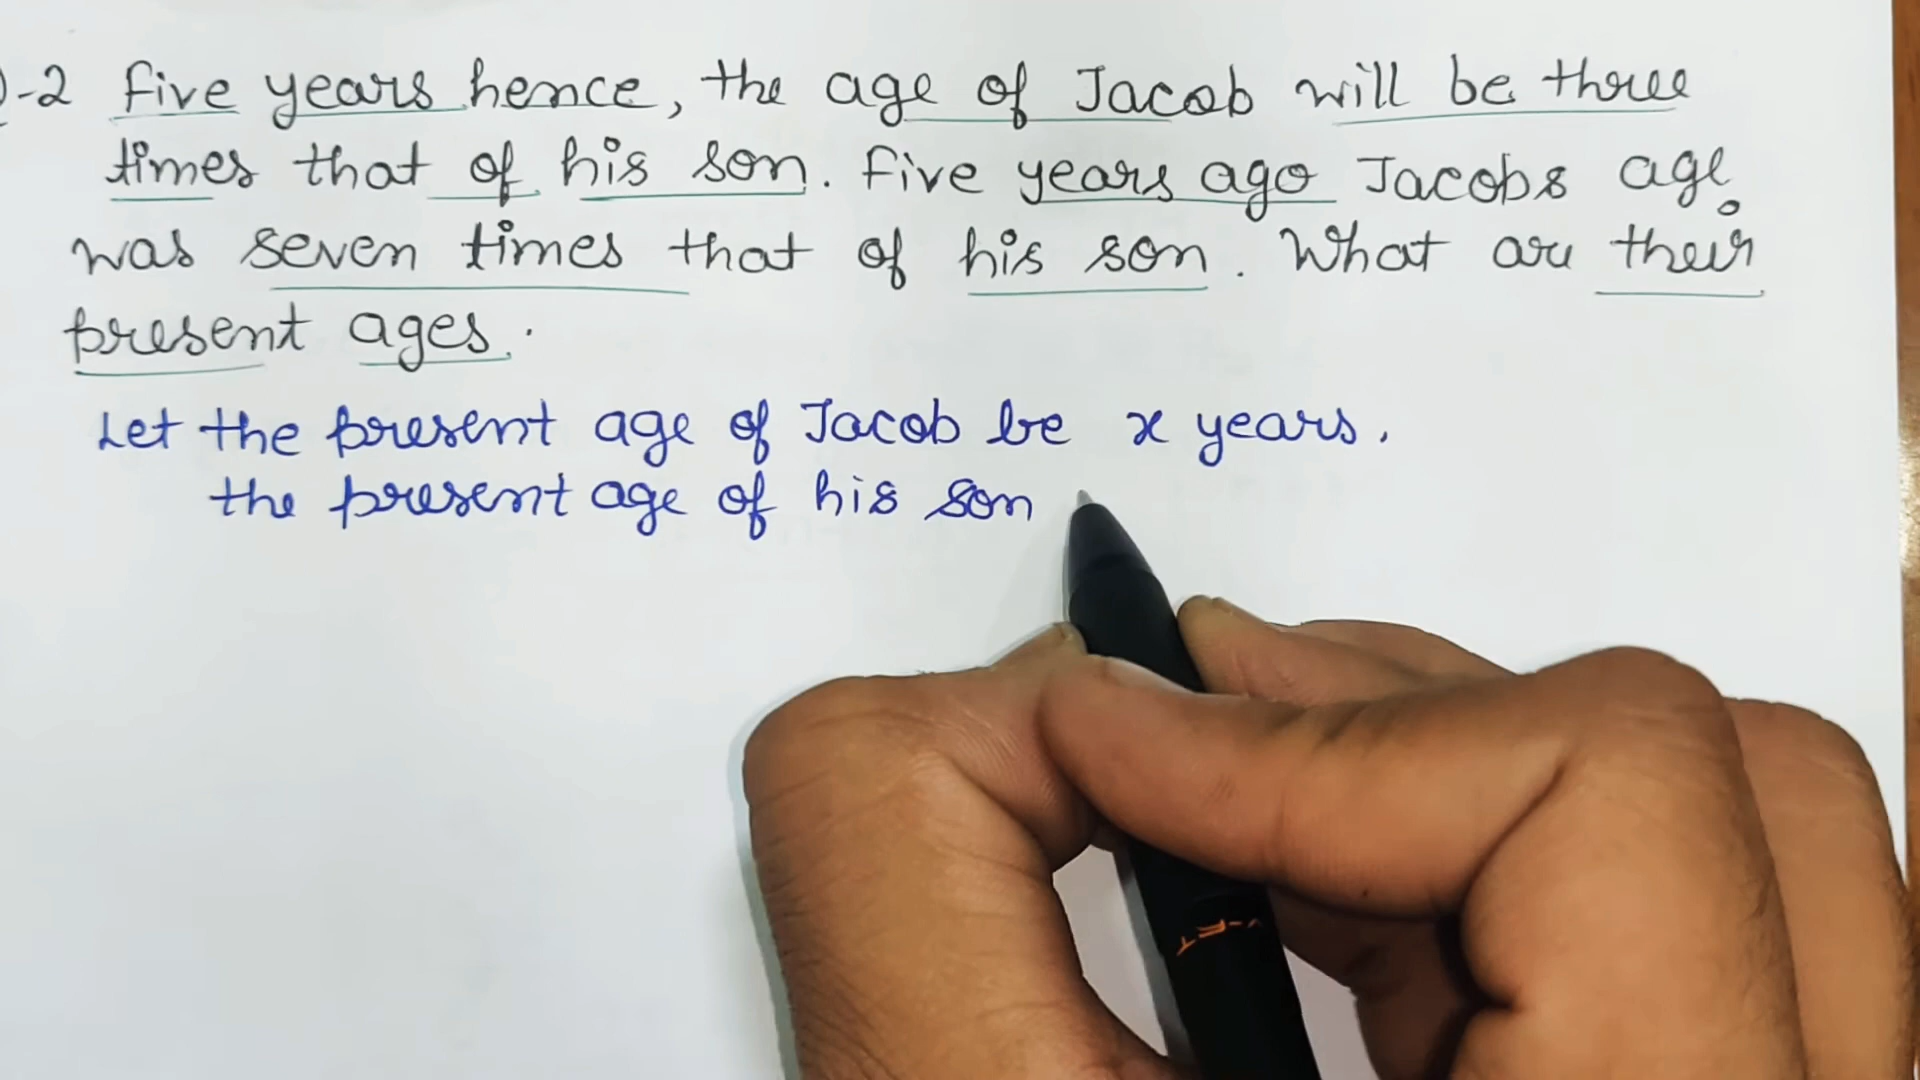 -2 Five years hence, the age of Jacob will be three
times that of his son. Five years ago Jacobs age
was seven times that of his son. What are their
present ages.
Let the present age of Jacob be x years.
the present age of his son